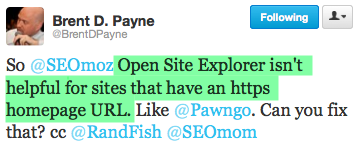 Brent D. Payne
@BrentDPayne
Following
So @SEOmoz Open Site Explorer isn't
helpful for sites that have an https
homepage URL. Like @Pawngo. Can you fix
that? cc @RandFish @SEOmom